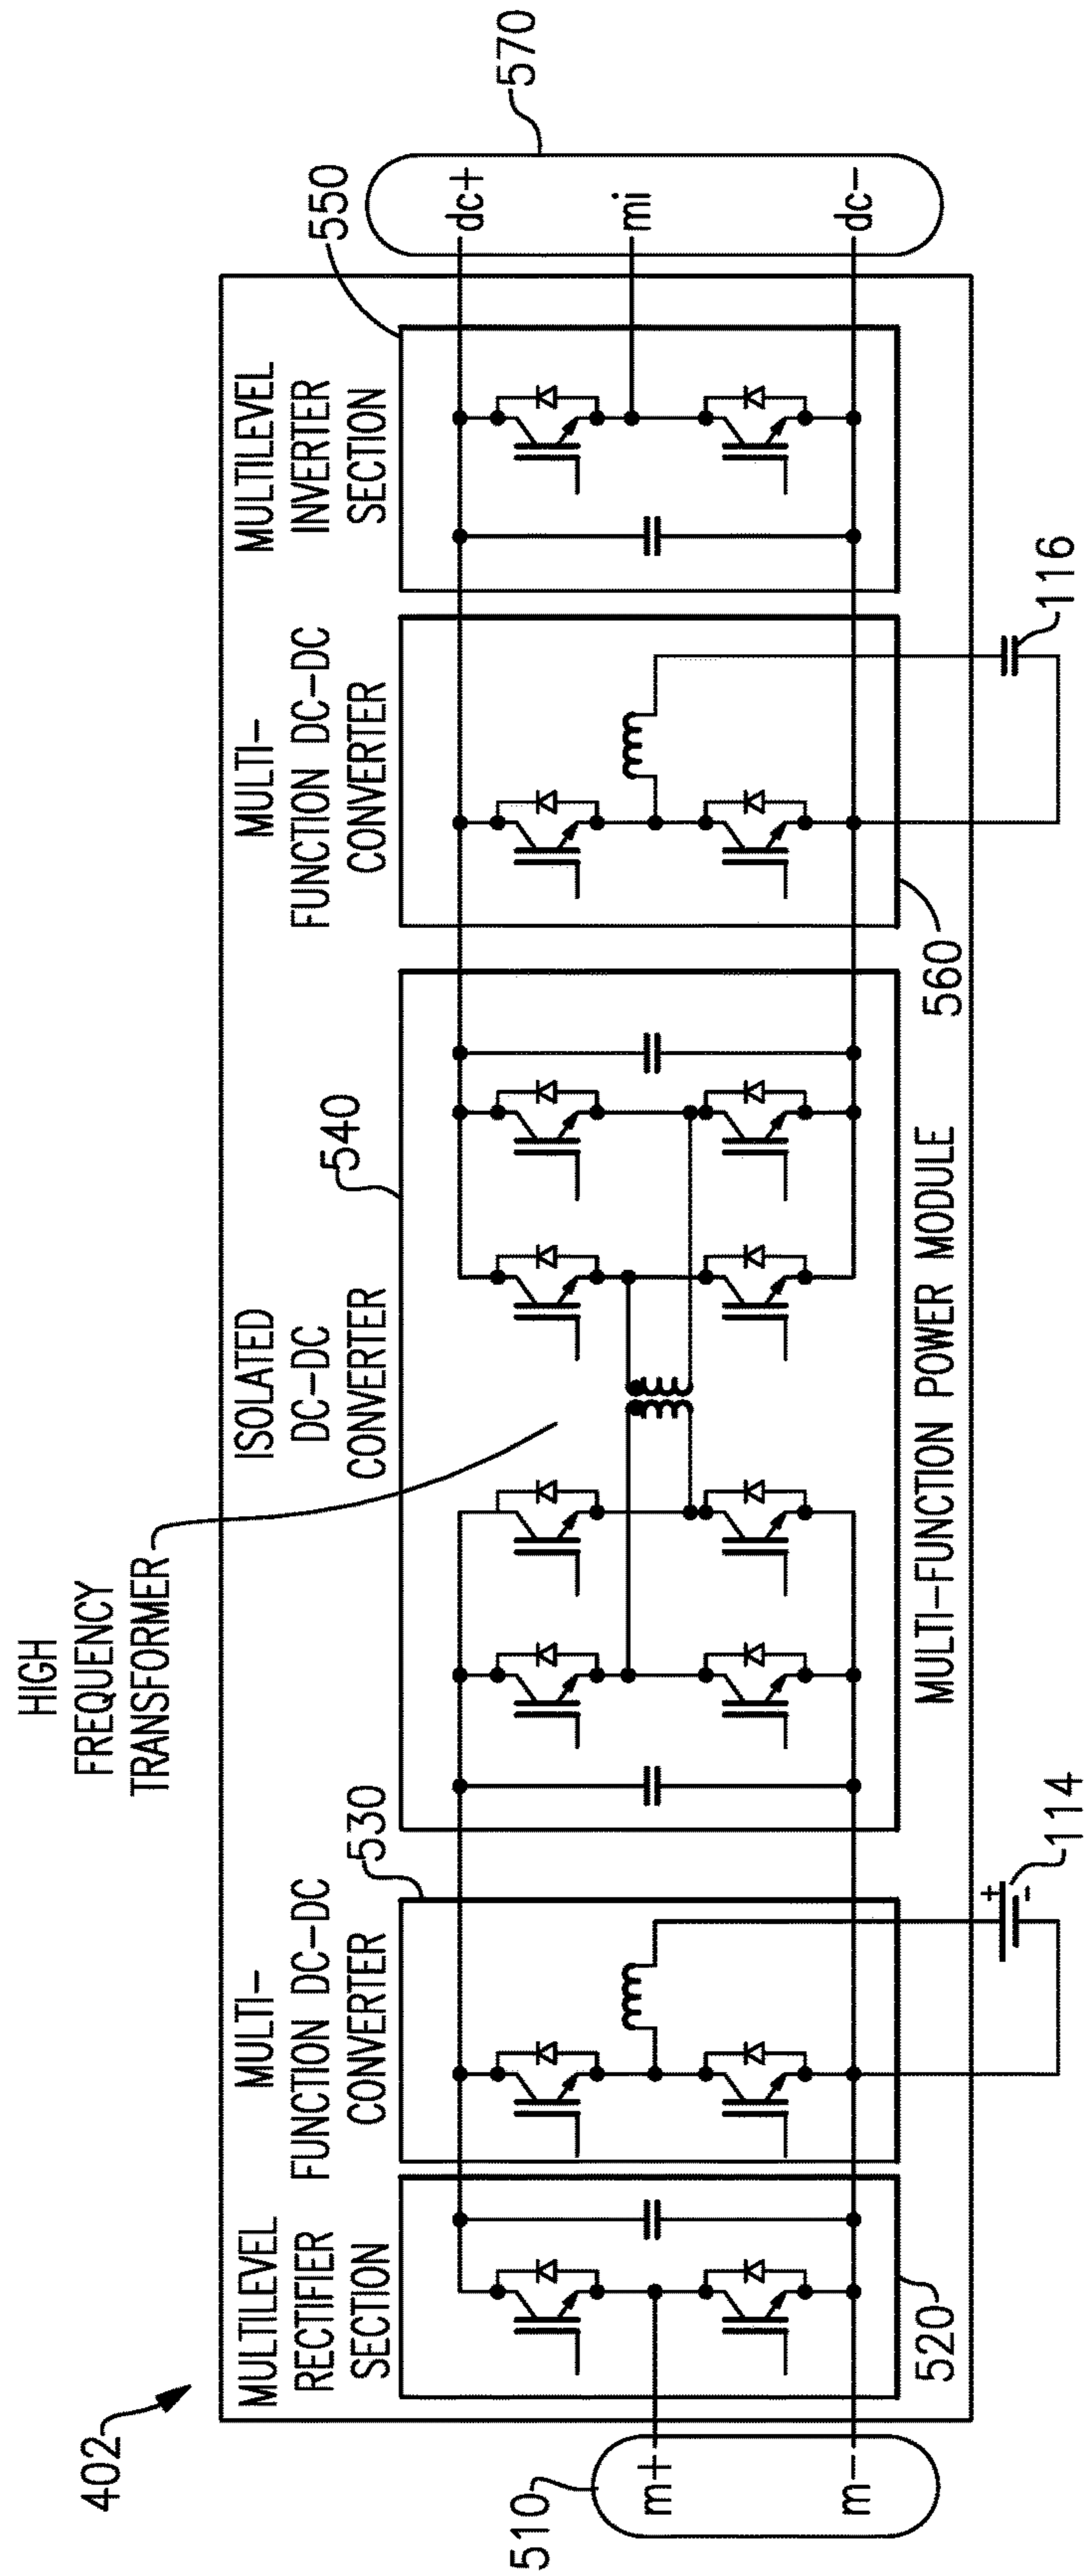 402
HIGH
FREQUENCY
TRANSFORMER
MULTILEVEL
RECTIFIER
SECTION
MULTI-
FUNCTION DC-DC
CONVERTER
530
ISOLATED
DC-DC
CONVERTER
540
MULTI-
FUNCTION DC-DC
CONVERTER
MULTILEVEL
INVERTER
SECTION
550
570
510
m+
m-
dc+
mi
dc-
520
560
MULTI-FUNCTION POWER MODULE
+
-
114
116